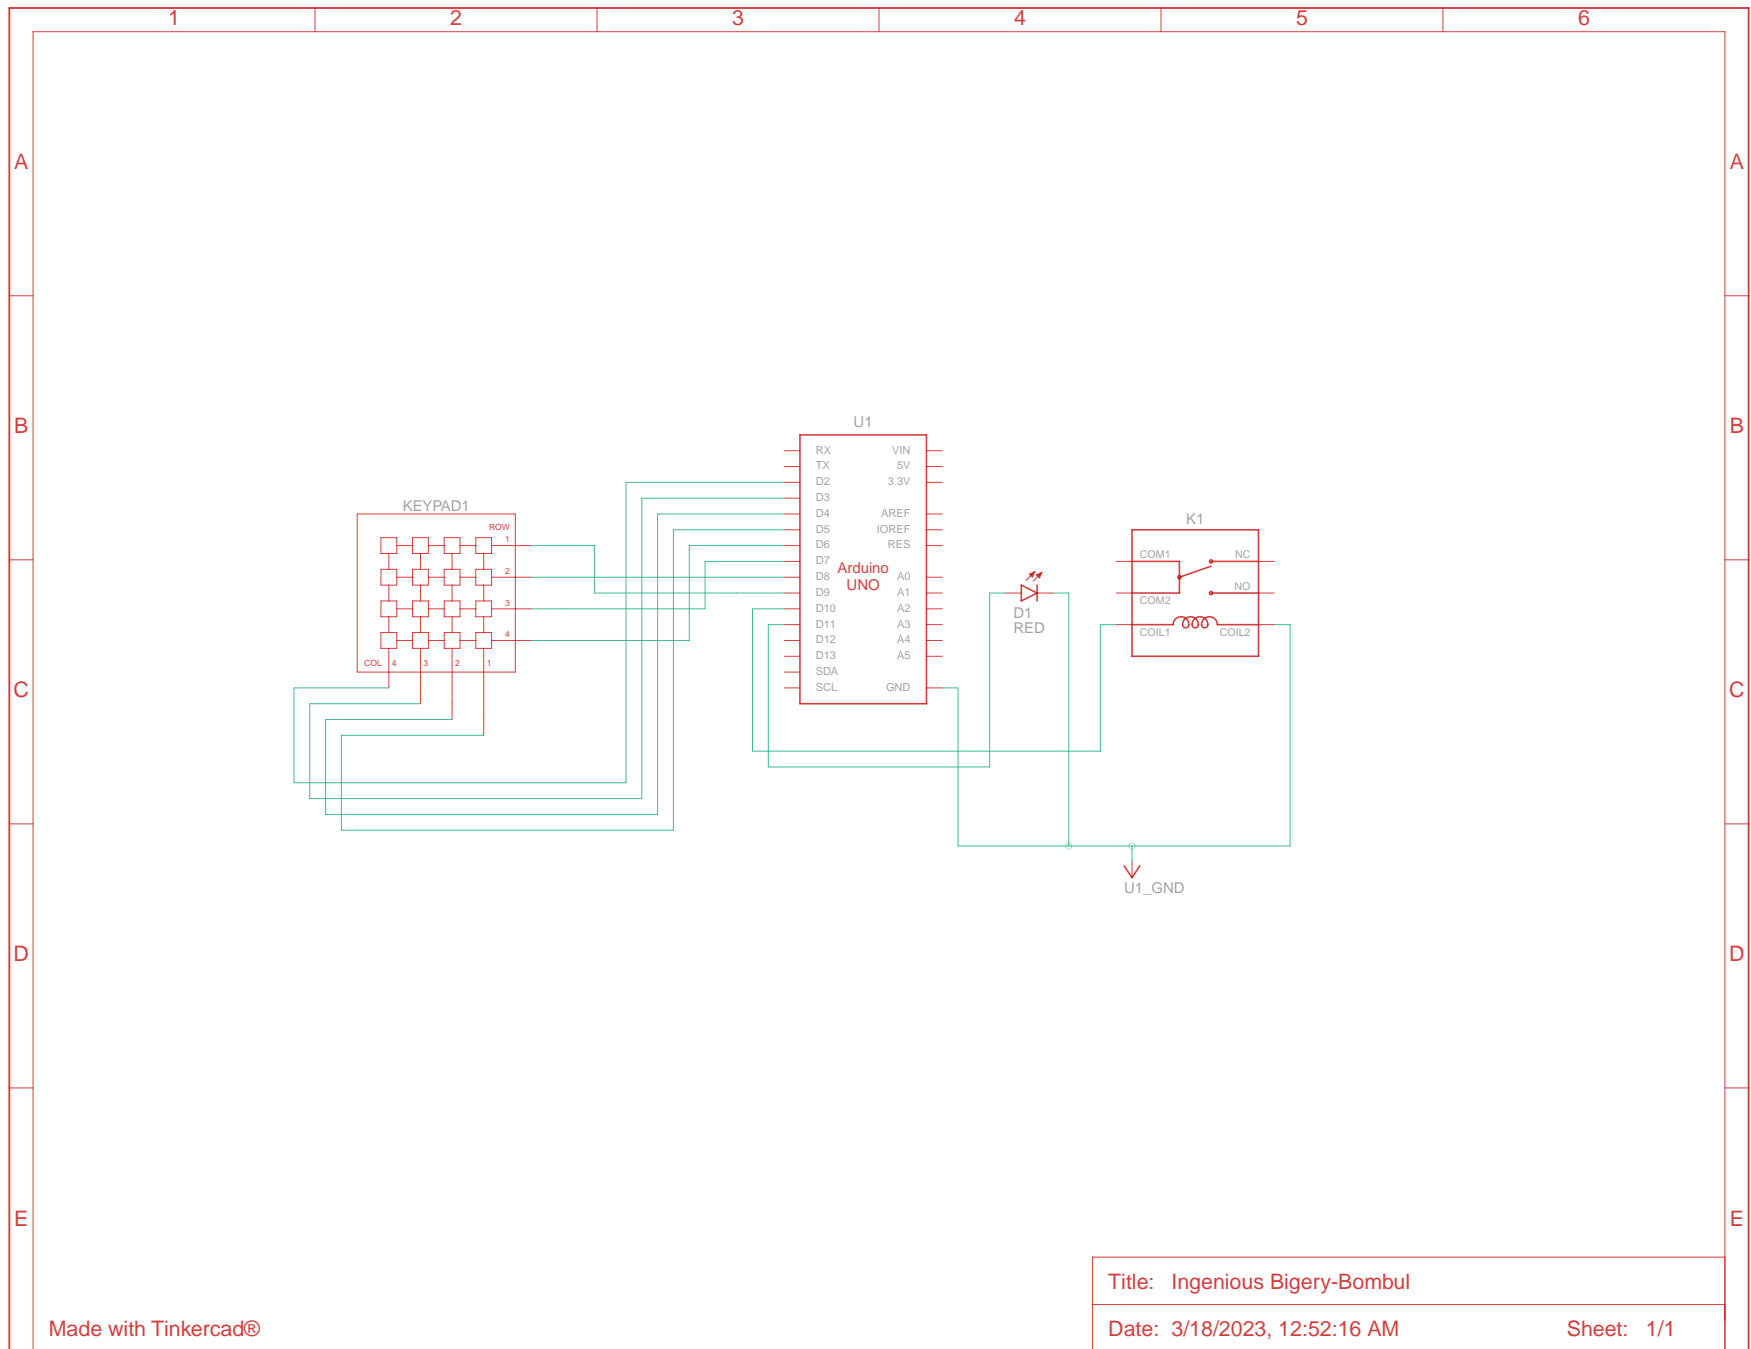 1 2 3 4 5 6
A A
B B
C C
D D
E E
U1
RX VIN
TX 5V
D2 3.3V
D3
D4 AREF
D5 IOREF
D6 RES
D7
Arduino
UNO
D8 A0
D9 A1
D10 A2
D11 A3
D12 A4
D13 A5
SDA
SCL GND
KEYPAD1
ROW
1
2
3
4
COL 4 3 2 1
D1
RED
K1
COM1 NC
COM2 NO
COIL1 COIL2
U1_GND
Title: Ingenious Bigery-Bombul
Made with Tinkercad®
Date: 3/18/2023, 12:52:16 AM Sheet: 1/1